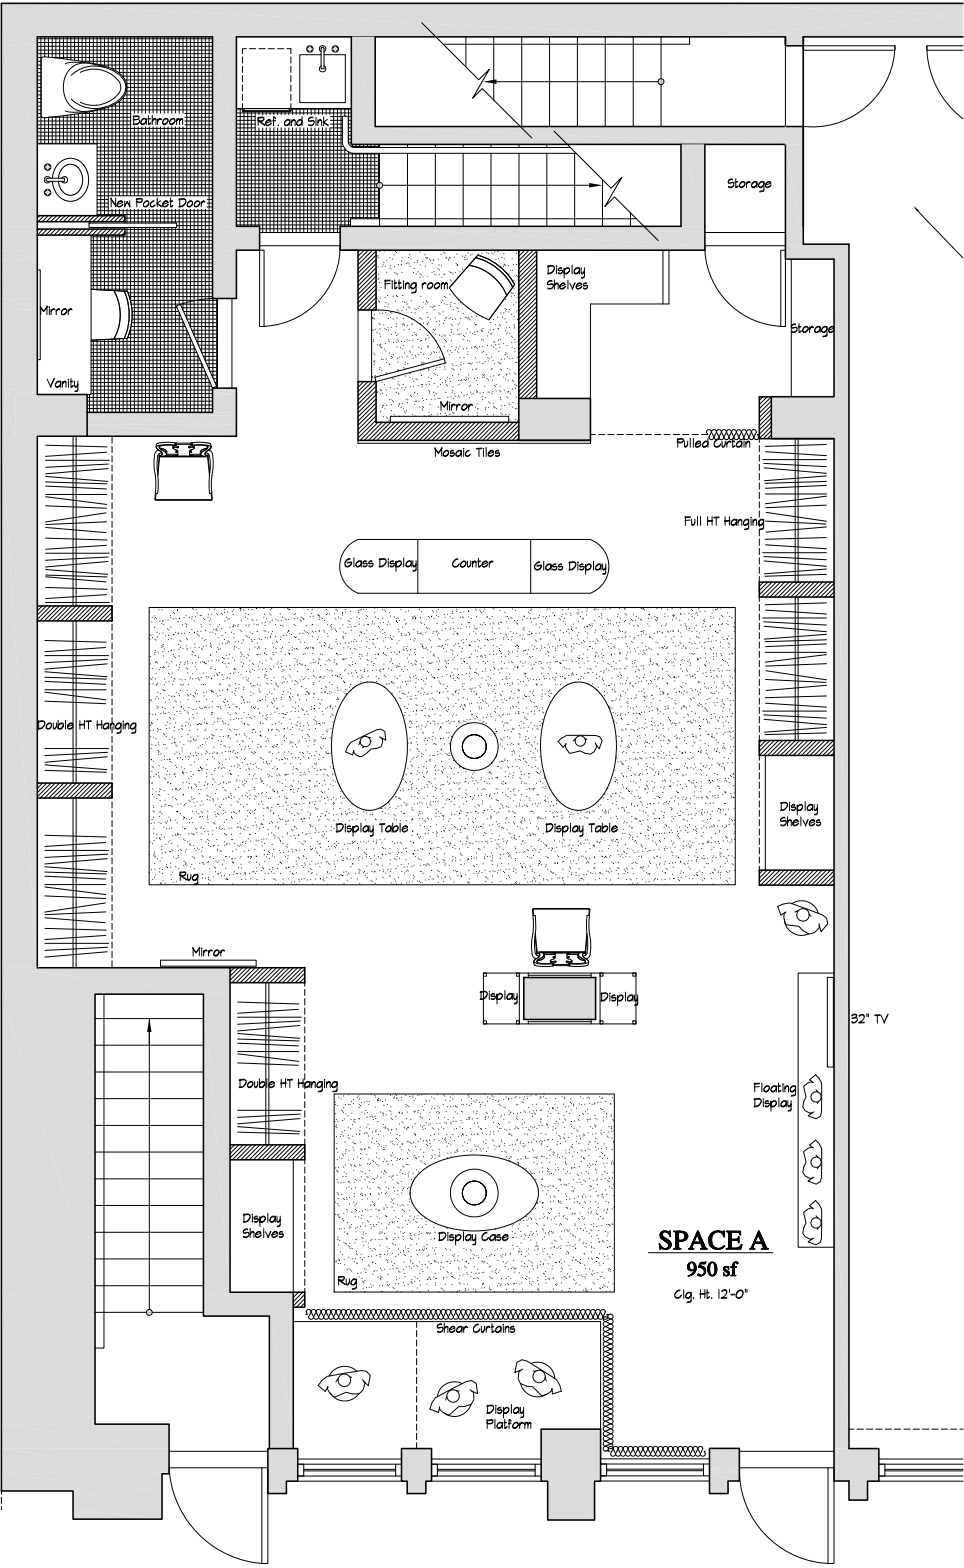 Bathroom
Ref. and Sink
New Pocket Door
Storage
Display
Shelves
Fitting room
Mirror
Storage
Vanity
Mirror
Pulled Curtain
Mosaic Tiles
Full HT Hanging
Glass Display
Counter
Glass Display
Double HT Hanging
Display
Shelves
Display Table
Display Table
Rug
Mirror
Display
Display
32" TV
Double HT Hanging
Floating
Display
Display
Shelves
Display Case
SPACE A
950 sf
Clg. Ht. 12'-0"
Rug
Shear Curtains
Display
Platform